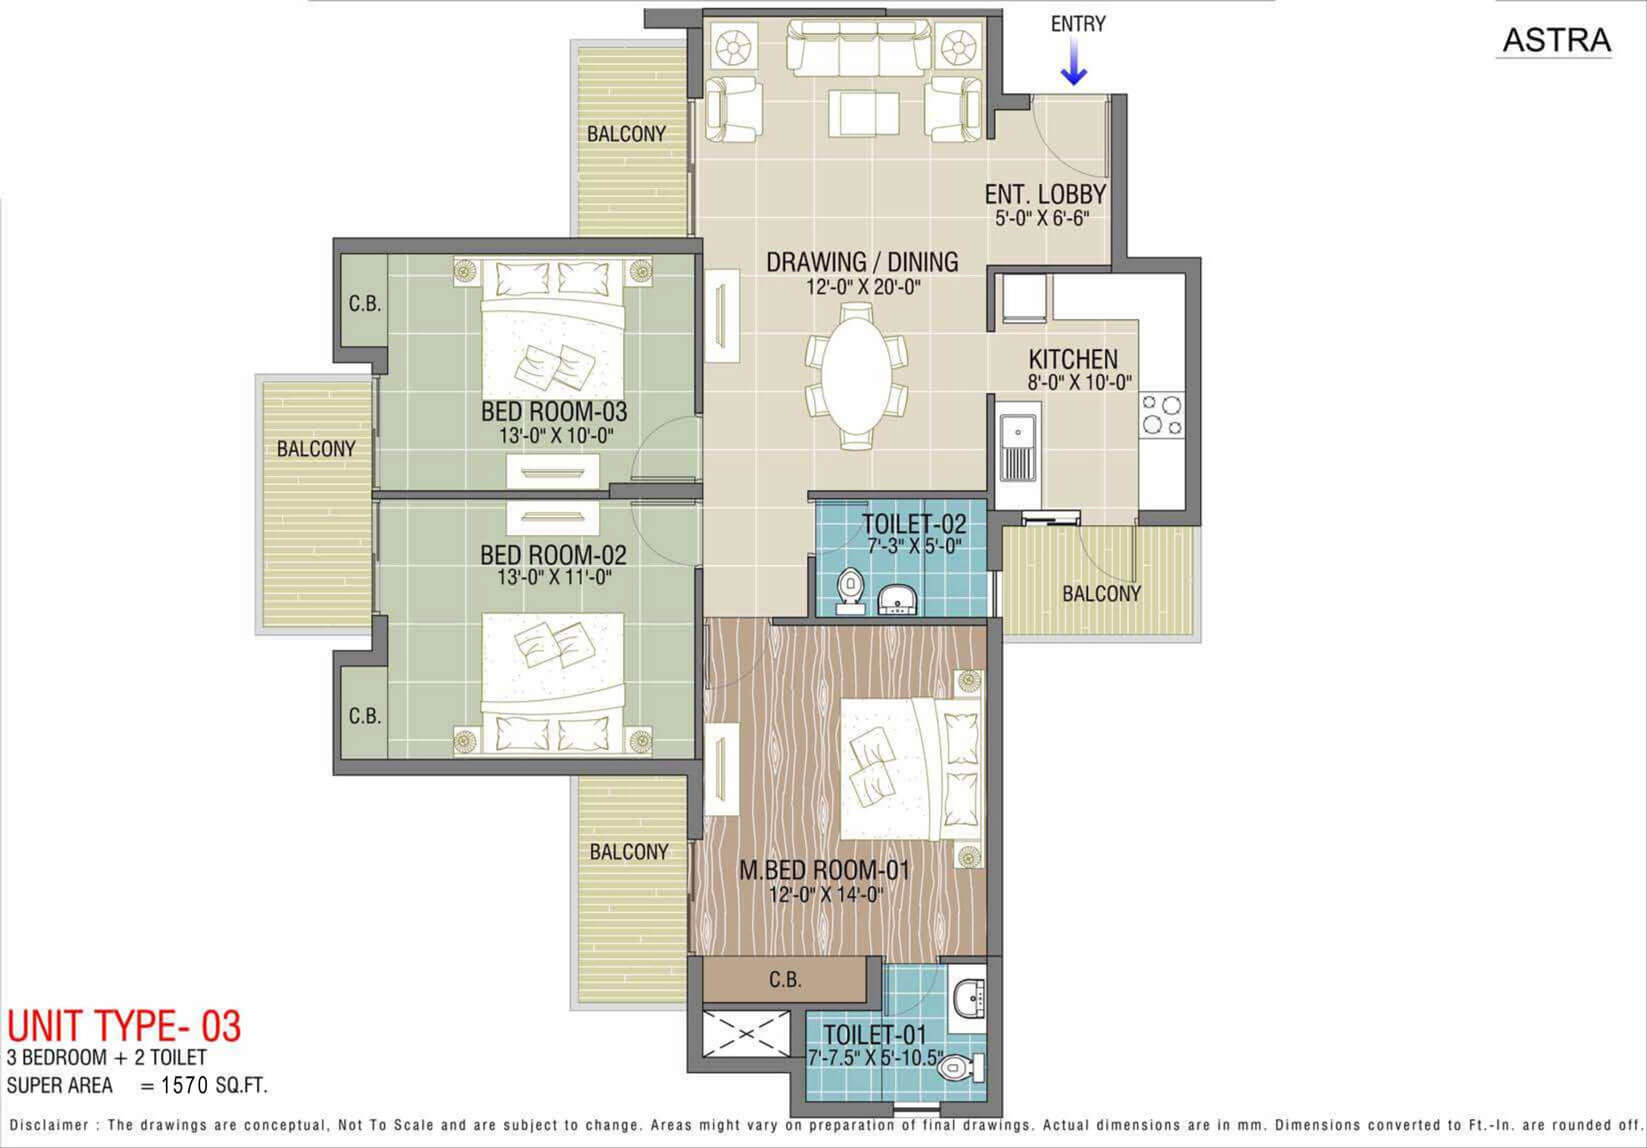 ENTRY
ASTRA
BALCONY
ENT. LOBBY
5'-0" X 6'-6"
DRAWING / DINING
12'-0" X 20'-0"
C.B.
KITCHEN
8'-0" X 10'-0"
BED ROOM-03
13'-0" X 10'-0"
BALCONY
TOILET-02
7'-3" X 5'-0"
BED ROOM-02
13'-0" X 11'-0"
BALCONY
C.B.
BALCONY
M.BED ROOM-01
12'-0" X 14'-0"
C.B.
TOILET-01
7'-7.5" X 5'-10.5"
UNIT TYPE- 03
3 BEDROOM + 2 TOILET
SUPER AREA = 1570 SQ.FT.
Disclaimer : The drawings are conceptual, Not To Scale and are subject to change. Areas might vary on preparation of final drawings. Actual dimensions are in mm. Dimensions converted to Ft.-In. are rounded off.